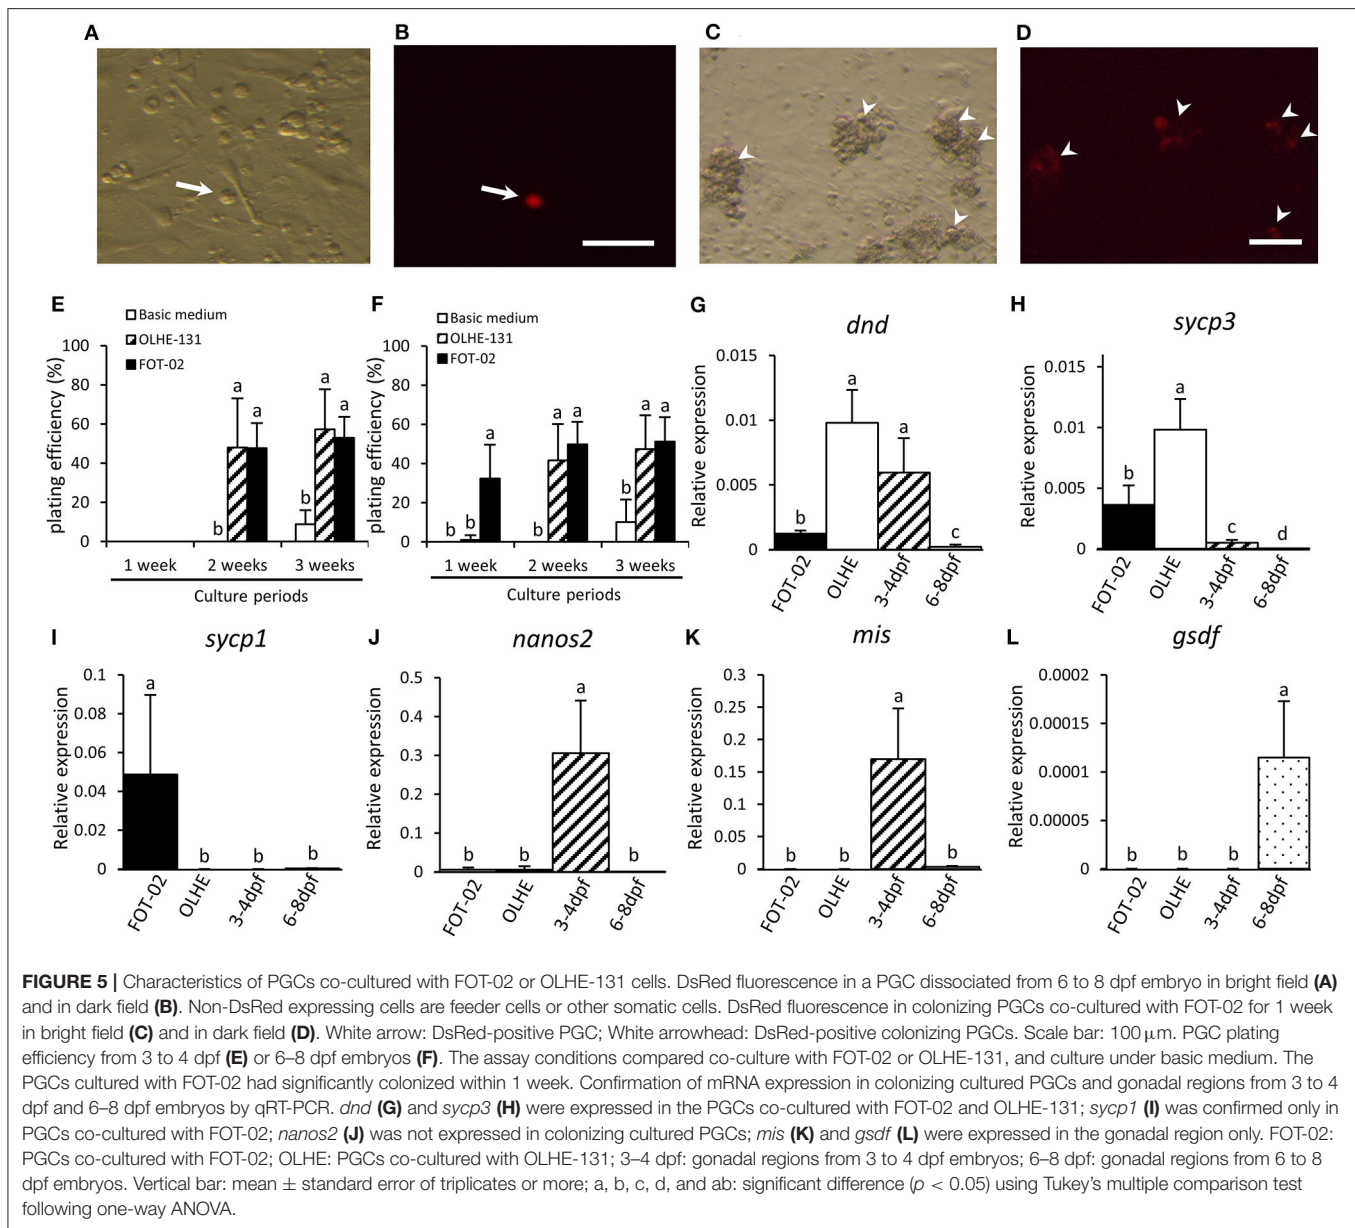 A
B
C
D
E
Basic medium
OLHE-131
FOT-02
plating efficiency (%)
100
80
60
40
20
0
a
a
b
a
a
b
1 week
2 weeks
3 weeks
Culture periods
F
Basic medium
OLHE-131
FOT-02
plating efficiency (%)
100
80
60
40
20
0
b
b
a
b
a
a
b
a
a
1 week
2 weeks
3 weeks
Culture periods
G
dnd
Relative expression
0.015
0.01
0.005
0
b
a
a
c
FOT-02
OLHE
3-4dpf
6-8dpf
H
sycp3
Relative expression
0.015
0.01
0.005
0
b
a
c
d
FOT-02
OLHE
3-4dpf
6-8dpf
I
sycp1
Relative expression
0.1
0.08
0.06
0.04
0.02
0
a
b
b
b
FOT-02
OLHE
3-4dpf
6-8dpf
J
nanos2
Relative expression
0.5
0.4
0.3
0.2
0.1
0
b
b
a
b
FOT-02
OLHE
3-4dpf
6-8dpf
K
mis
Relative expression
0.3
0.25
0.2
0.15
0.1
0.05
0
b
b
a
b
FOT-02
OLHE
3-4dpf
6-8dpf
L
gsdf
Relative expression
0.0002
0.00015
0.0001
0.00005
0
b
b
b
a
FOT-02
OLHE
3-4dpf
6-8dpf
FIGURE 5 | Characteristics of PGCs co-cultured with FOT-02 or OLHE-131 cells. DsRed fluorescence in a PGC dissociated from 6 to 8 dpf embryo in bright field (A)
and in dark field (B). Non-DsRed expressing cells are feeder cells or other somatic cells. DsRed fluorescence in colonizing PGCs co-cultured with FOT-02 for 1 week
in bright field (C) and in dark field (D). White arrow: DsRed-positive PGC; White arrowhead: DsRed-positive colonizing PGCs. Scale bar: 100 μm. PGC plating
efficiency from 3 to 4 dpf (E) or 6–8 dpf embryos (F). The assay conditions compared co-culture with FOT-02 or OLHE-131, and culture under basic medium. The
PGCs cultured with FOT-02 had significantly colonized within 1 week. Confirmation of mRNA expression in colonizing cultured PGCs and gonadal regions from 3 to 4
dpf and 6–8 dpf embryos by qRT-PCR. dnd (G) and sycp3 (H) were expressed in the PGCs co-cultured with FOT-02 and OLHE-131; sycp1 (I) was confirmed only in
PGCs co-cultured with FOT-02; nanos2 (J) was not expressed in colonizing cultured PGCs; mis (K) and gsdf (L) were expressed in the gonadal region only. FOT-02:
PGCs co-cultured with FOT-02; OLHE: PGCs co-cultured with OLHE-131; 3–4 dpf: gonadal regions from 3 to 4 dpf embryos; 6–8 dpf: gonadal regions from 6 to 8
dpf embryos. Vertical bar: mean ± standard error of triplicates or more; a, b, c, d, and ab: significant difference (p < 0.05) using Tukey's multiple comparison test
following one-way ANOVA.